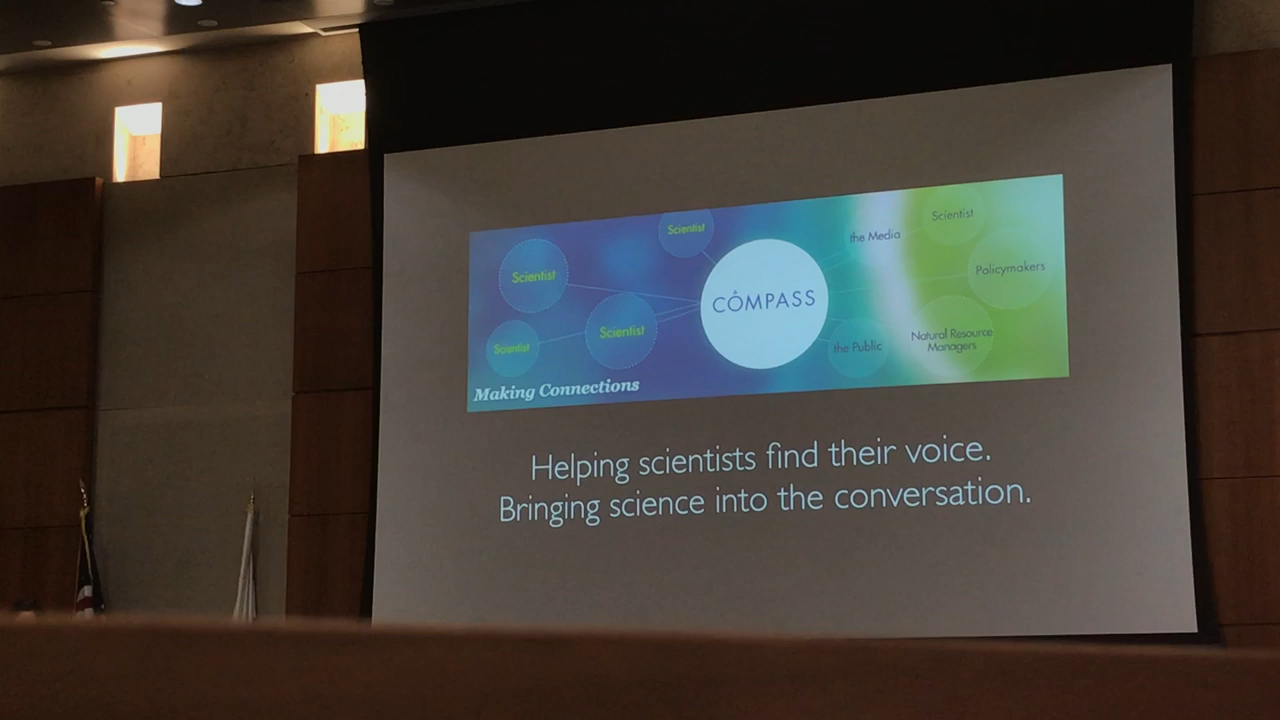 Scientist
Scientist
the Media
Scientist
Policymakers
Scientist
CÔMPASS
Scientist
Scientist
the Public
Natural Resource
Managers
Making Connections
Helping scientists find their voice.
Bringing science into the conversation.